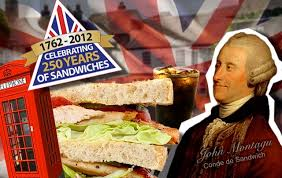 1762-2012
CELEBRATING
250 YEARS
OF SANDWICHES
TELEPHONE
John Montagu
Conde de Sandwich